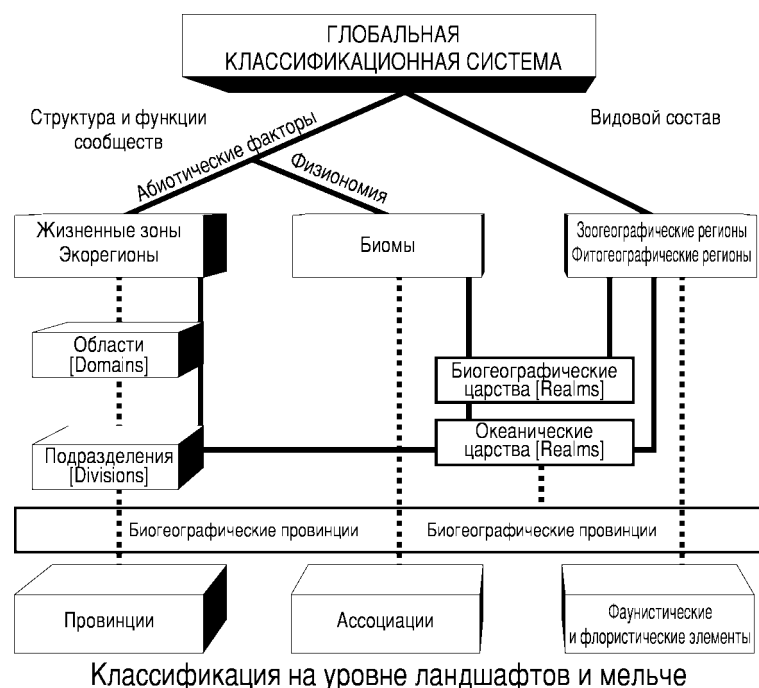 ГЛОБАЛЬНАЯ
КЛАССИФИКАЦИОННАЯ СИСТЕМА
Структура и функции
сообществ
Видовой состав
Абиотические факторы
Физиономия
Жизненные зоны
Экорегионы
Биомы
Зоогеографические регионы
Фитогеографические регионы
Области
[Domains]
Биогеографические
царства [Realms]
Океанические
царства [Realms]
Подразделения
[Divisions]
Биогеографические провинции
Биогеографические провинции
Провинции
Ассоциации
Фаунистические
и флористические элементы
Классификация на уровне ландшафтов и мельче